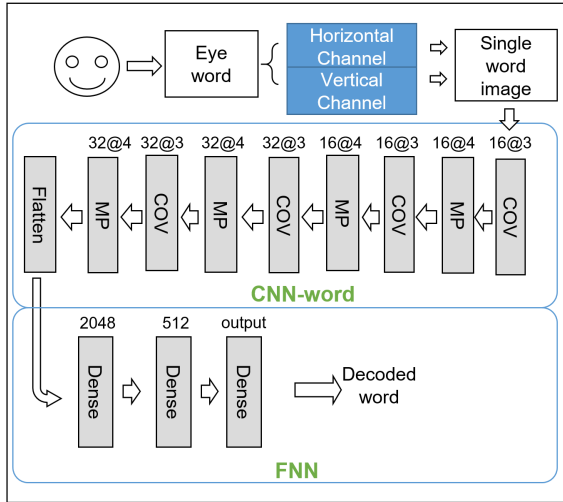 Eye
word
Horizontal
Channel
Vertical
Channel
Single
word
image
32@4 32@3 32@4 32@3 16@4 16@3 16@4 16@3
Flatten
MP
COV
MP
COV
MP
COV
MP
COV
CNN-word
2048 512 output
Dense
Dense
Dense
Decoded
word
FNN